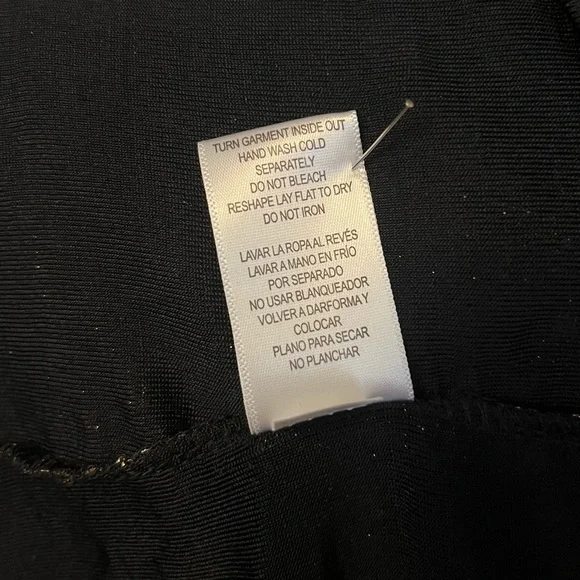 TURN GARMENT INSIDE OUT
HAND WASH COLD
SEPARATELY
DO NOT BLEACH
RESHAPE LAY FLAT TO DRY
DO NOT IRON
LAVAR LA ROPA AL REVÉS
LAVAR A MANO EN FRÍO
POR SEPARADO
NO USAR BLANQUEADOR
VOLVER A DARFORMA Y
COLOCAR
PLANO PARA SECAR
NO PLANCHAR